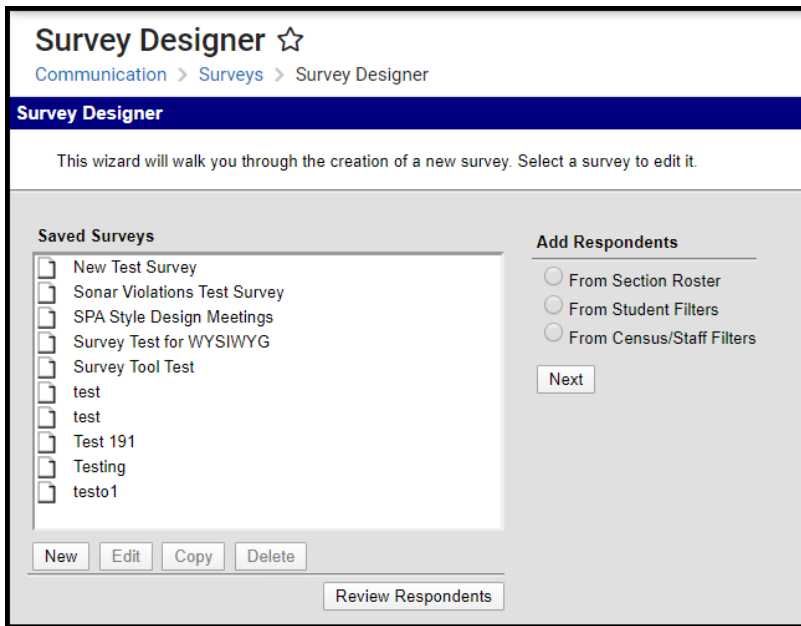 Survey Designer
Communication > Surveys > Survey Designer
Survey Designer
This wizard will walk you through the creation of a new survey. Select a survey to edit it.
Saved Surveys
New Test Survey
Sonar Violations Test Survey
SPA Style Design Meetings
Survey Test for WYSIWYG
Survey Tool Test
test
test
Test 191
Testing
testo1
New Edit Copy Delete
Review Respondents
Add Respondents
From Section Roster
From Student Filters
From Census/Staff Filters
Next